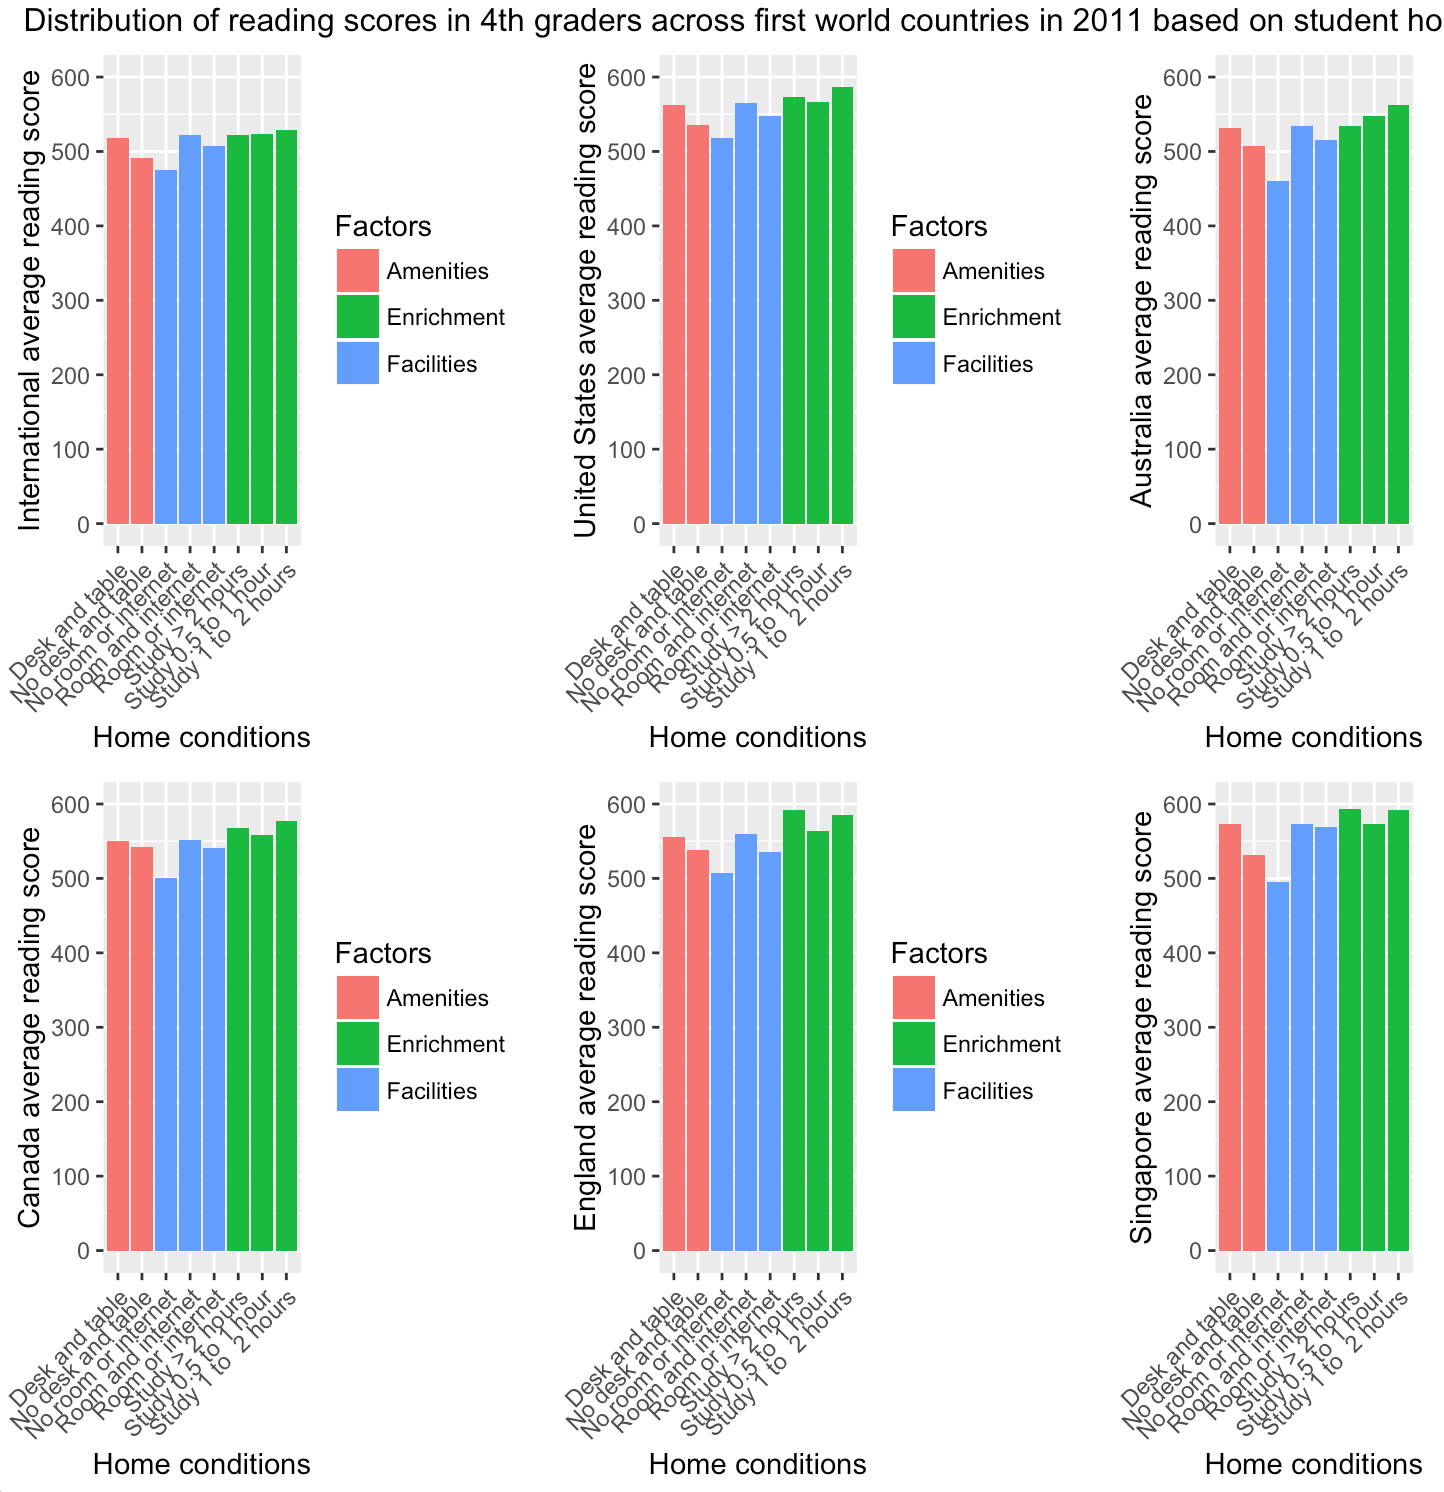 Distribution of reading scores in 4th graders across first world countries in 2011 based on student ho
International average reading score
600
500
400
300
200
100
0
Desk and table
No desk and table
No room or internet
Room and internet
Room or internet
Study > 2 hours
Study 0.5 to 1 hour
Study 1 to 2 hours
Home conditions
Factors
Amenities
Enrichment
Facilities
United States average reading score
600
500
400
300
200
100
0
Desk and table
No desk and table
No room or internet
Room and internet
Room or internet
Study > 2 hours
Study 0.5 to 1 hour
Study 1 to 2 hours
Home conditions
Factors
Amenities
Enrichment
Facilities
Australia average reading score
600
500
400
300
200
100
0
Desk and table
No desk and table
No room or internet
Room and internet
Room or internet
Study > 2 hours
Study 0.5 to 1 hour
Study 1 to 2 hours
Home conditions
Canada average reading score
600
500
400
300
200
100
0
Desk and table
No desk and table
No room or internet
Room and internet
Room or internet
Study > 2 hours
Study 0.5 to 1 hour
Study 1 to 2 hours
Home conditions
Factors
Amenities
Enrichment
Facilities
England average reading score
600
500
400
300
200
100
0
Desk and table
No desk and table
No room or internet
Room and internet
Room or internet
Study > 2 hours
Study 0.5 to 1 hour
Study 1 to 2 hours
Home conditions
Factors
Amenities
Enrichment
Facilities
Singapore average reading score
600
500
400
300
200
100
0
Desk and table
No desk and table
No room or internet
Room and internet
Room or internet
Study > 2 hours
Study 0.5 to 1 hour
Study 1 to 2 hours
Home conditions